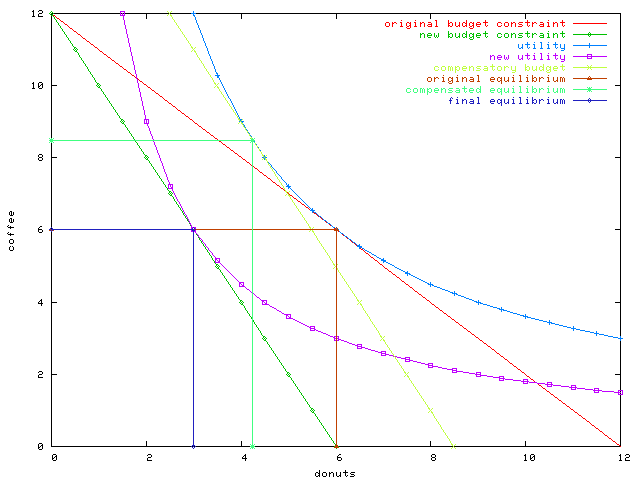 original budget constraint
new budget constraint
utility
new utility
compensatory budget
original equilibrium
compensated equilibrium
final equilibrium
12
10
8
6
4
2
0
coffee
0 2 4 6 8 10 12
donuts